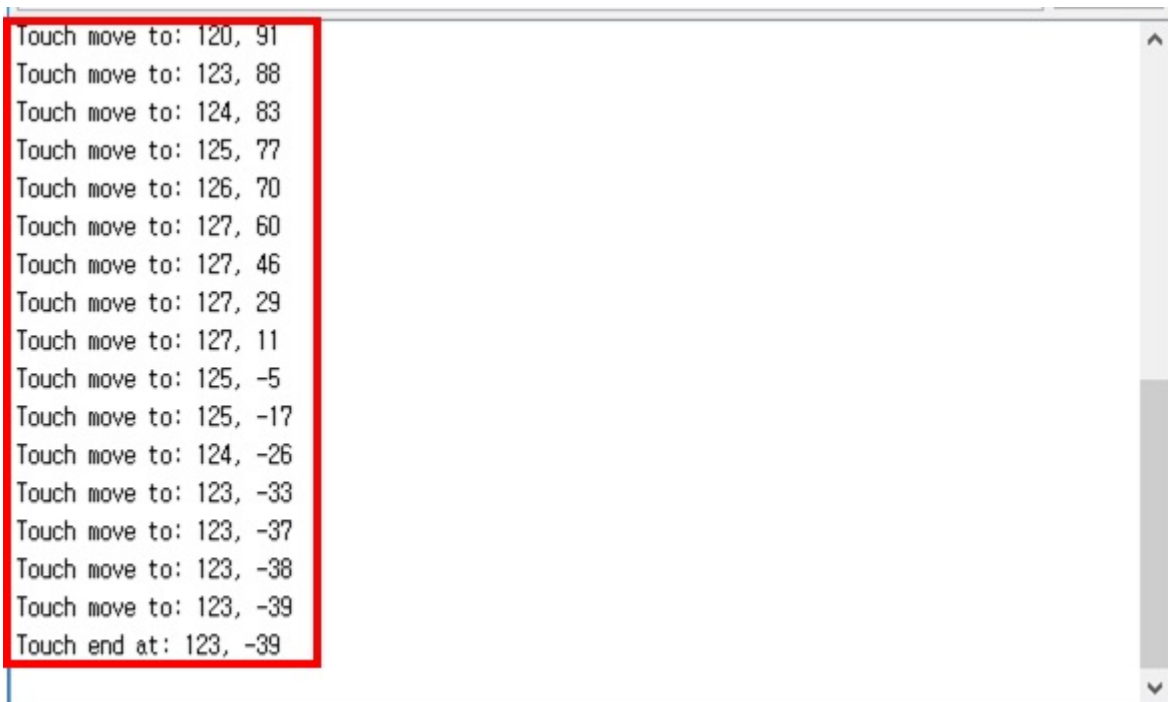 Touch move to: 120, 91
Touch move to: 123, 88
Touch move to: 124, 83
Touch move to: 125, 77
Touch move to: 126, 70
Touch move to: 127, 60
Touch move to: 127, 46
Touch move to: 127, 29
Touch move to: 127, 11
Touch move to: 125, -5
Touch move to: 125, -17
Touch move to: 124, -26
Touch move to: 123, -33
Touch move to: 123, -37
Touch move to: 123, -38
Touch move to: 123, -39
Touch end at: 123, -39